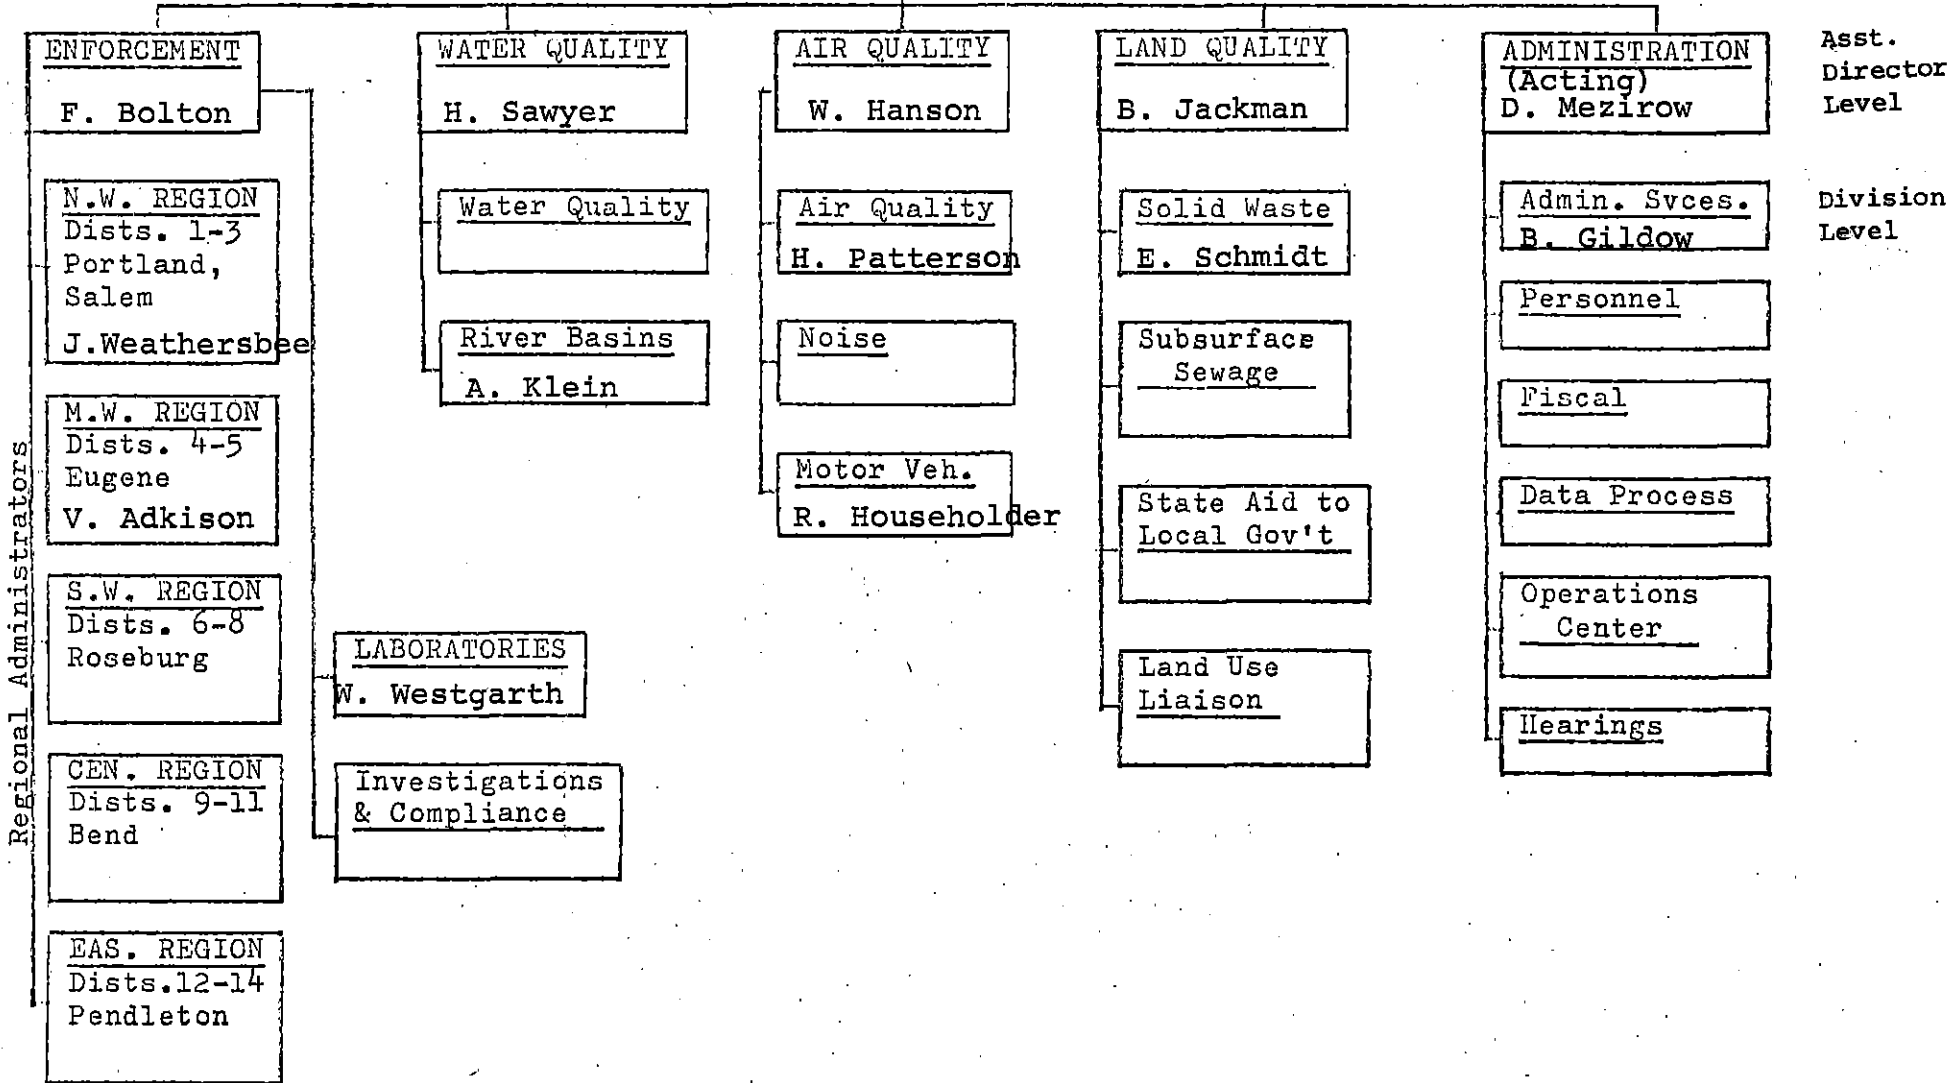 ENFORCEMENT
F. Bolton
WATER QUALITY
H. Sawyer
AIR QUALITY
W. Hanson
LAND QUALITY
B. Jackman
ADMINISTRATION
(Acting)
D. Mezirow
Asst.
Director
Level
Regional Administrators
N.W. REGION
Dists. 1-3
Portland,
Salem
J.Weathersbee
M.W. REGION
Dists. 4-5
Eugene
V. Adkison
S.W. REGION
Dists. 6-8
Roseburg
CEN. REGION
Dists. 9-11
Bend
EAS. REGION
Dists.12-14
Pendleton
LABORATORIES
W. Westgarth
Investigations
& Compliance
Water Quality
River Basins
A. Klein
Air Quality
H. Patterson
Noise
Motor Veh.
R. Householder
Solid Waste
E. Schmidt
Subsurface
Sewage
State Aid to
Local Gov't
Land Use
Liaison
Admin. Svces.
B. Gildow
Personnel
Fiscal
Data Process
Operations
Center
Hearings
Division
Level